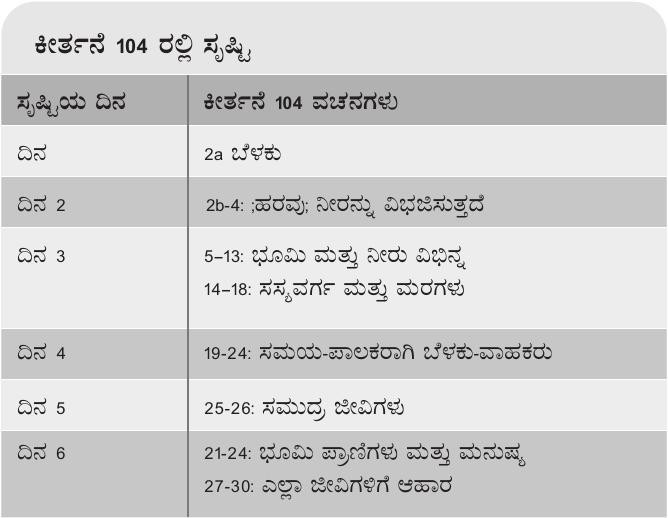 ಕೀರ್ತನೆ 104 ರಲ್ಲಿ ಸೃಷ್ಟಿ
ಸೃಷ್ಟಿಯ ದಿನ ಕೀರ್ತನೆ 104 ವಚನಗಳು
ದಿನ 2a ಬೆಳಕು
ದಿನ 2 2b-4: ;ಹರವು; ನೀರನ್ನು ವಿಭಜಿಸುತ್ತದೆ
ದಿನ 3 5–13: ಭೂಮಿ ಮತ್ತು ನೀರು ವಿಭಿನ್ನ
14–18: ಸಸ್ಯವರ್ಗ ಮತ್ತು ಮರಗಳು
ದಿನ 4 19-24: ಸಮಯ-ಪಾಲಕರಾಗಿ ಬೆಳಕು-ವಾಹಕರು
ದಿನ 5 25-26: ಸಮುದ್ರ ಜೀವಿಗಳು
ದಿನ 6 21-24: ಭೂಮಿ ಪ್ರಾಣಿಗಳು ಮತ್ತು ಮನುಷ್ಯ
27-30: ಎಲ್ಲಾ ಜೀವಿಗಳಿಗೆ ಆಹಾರ